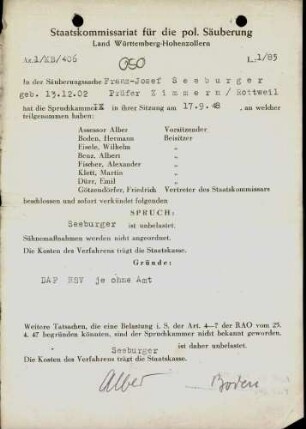 Staatskommissariat für die pol. Säuberung
Land Württemberg-Hohenzollern
Az.1/KB/406
L 1/85
In der Säuberungssache Franz-Josef Seeburger
geb. 13.12.02 Prüfer Zimmern / Rottweil
hat die Spruchkammer IX in ihrer Sitzung am 17.9.48, an welcher
teilgenommen haben:
Assessor Alber Vorsitzender
Boden, Hermann Beisitzer
Eisele, Wilhelm „
Benz, Albert „
Fischer, Alexander „
Klett, Martin „
Dürr, Emil „
Götzendörfer, Friedrich Vertreter des Staatskommissars
beschlossen und sofort verkündet folgenden
SPRUCH:
Seeburger ist unbelastet.
Sühnemaßnahmen werden nicht angeordnet.
Die Kosten des Verfahrens trägt die Staatskasse.
Gründe:
DAF NSV je ohne Amt
Weitere Tatsachen, die eine Belastung i. S. der Art. 4—7 der RAO vom 25.
4. 47 begründen könnten, sind der Spruchkammer nicht bekannt geworden.
Seeburger ist daher unbelastet.
Die Kosten des Verfahrens trägt die Staatskasse.
Alber Boden